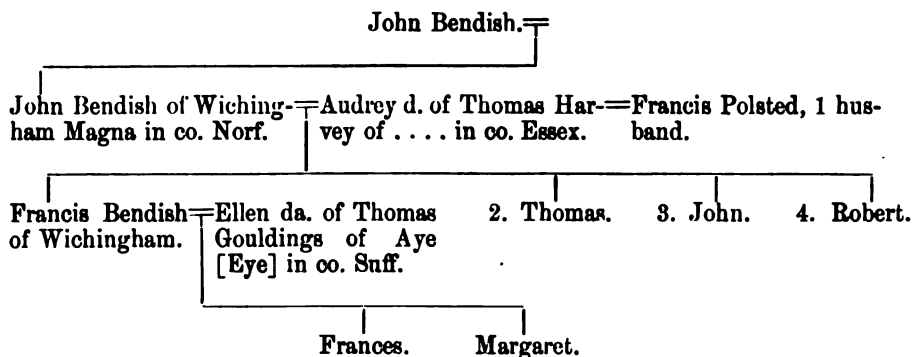 John Bendish.
John Bendish of Wiching- Audrey d. of Thomas Har- Francis Polsted, 1 hus-
ham Magna in co. Norf. vey of .... in co. Essex. band.
Francis Bendish Ellen da. of Thomas 2. Thomas. 3. John. 4. Robert.
of Wichingham. Gouldings of Aye
[Eye] in co. Suff.
Frances. Margaret.